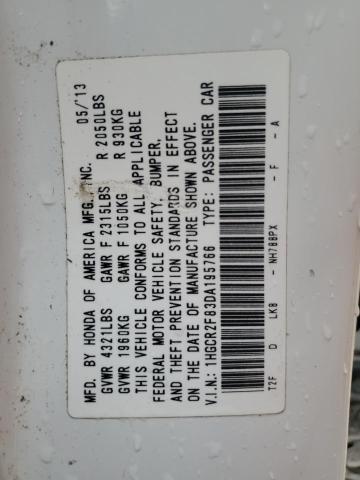 MFD. BY HONDA OF AMERICA MFG., INC. 05/'13
GVWR 4321LBS GAWR F 2315LBS R 2050LBS
GVWR 1960KG GAWR F 1050KG R 930KG
THIS VEHICLE CONFORMS TO ALL APPLICABLE
FEDERAL MOTOR VEHICLE SAFETY, BUMPER,
AND THEFT PREVENTION STANDARDS IN EFFECT
ON THE DATE OF MANUFACTURE SHOWN ABOVE.
V.I.N.: 1HGCR2F83DA195766 TYPE: PASSENGER CAR
T2F D LK8 - NH788PX - F - A